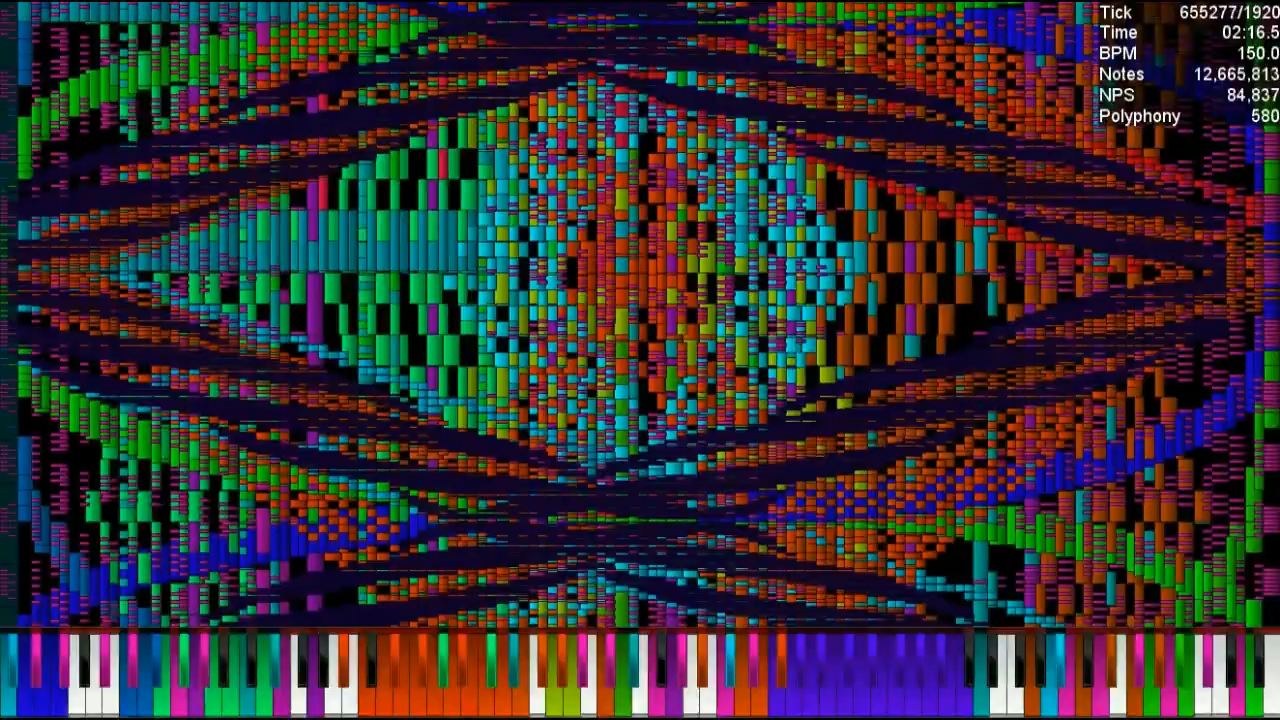 Tick 655277/1920
Time 02:16.5
BPM 150.0
Notes 12,665,813
NPS 84,837
Polyphony 580